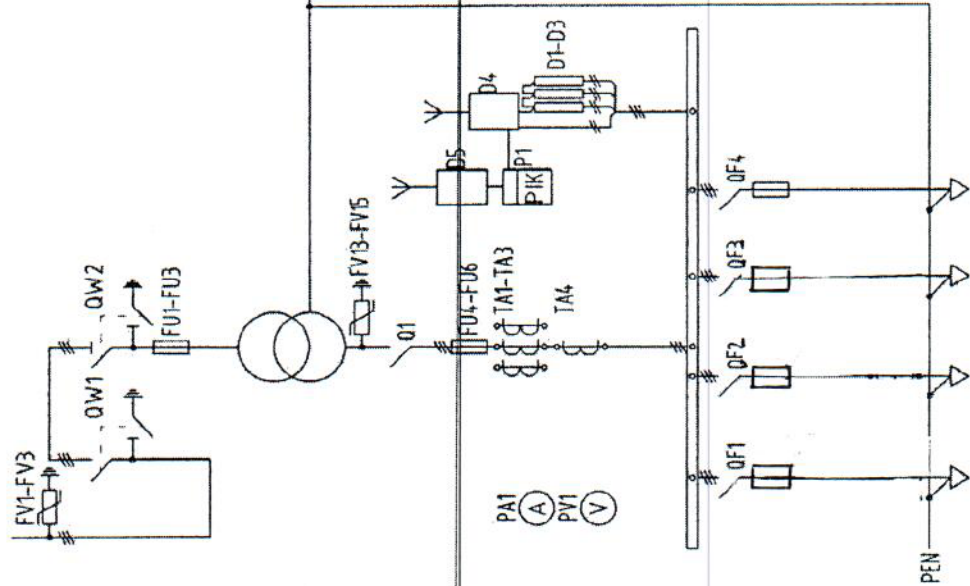 FV1-FV3
QW1
QW2
FU1-FU3
FV13-FV15
Q1
FU4-FU6
TA1-TA3
TA4
D5
D4
P1
PIK
D1-D3
PA1
A
PV1
V
QF1
QF2
QF3
QF4
PEN